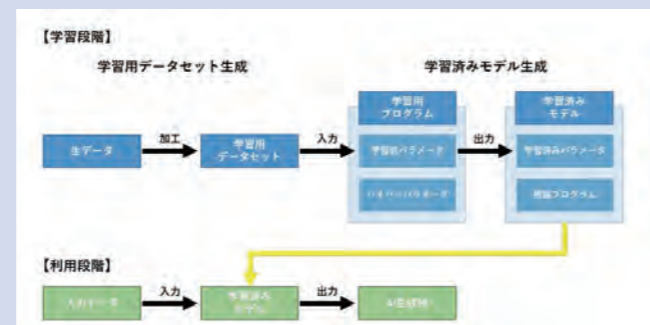 【学習段階】
学習用データセット生成
学習済みモデル生成
生データ
加工
学習用
データセット
入力
学習用
プログラム
学習前パラメータ
ハイパーパラメータ
出力
学習済み
モデル
学習済みパラメータ
推論プログラム
【利用段階】
入力データ
入力
学習済み
モデル
出力
AI生成物